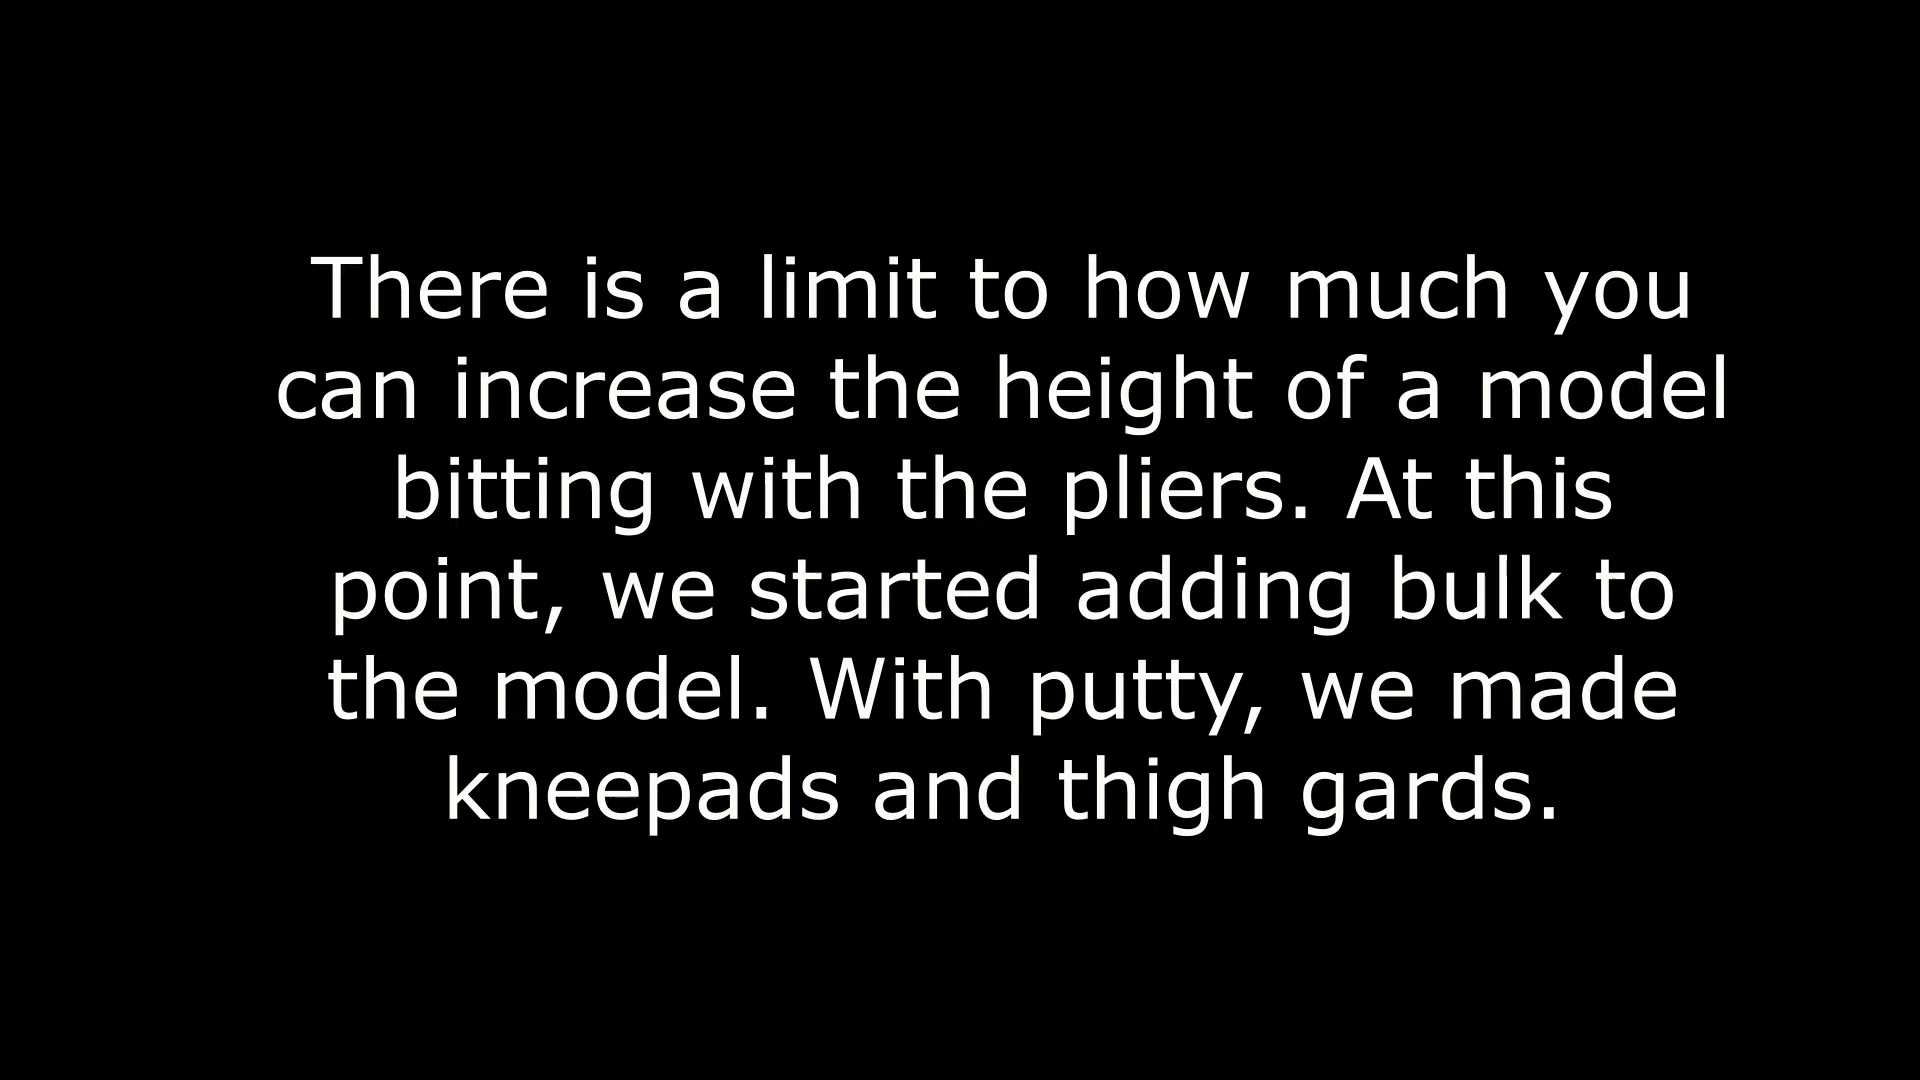 There is a limit to how much you
can increase the height of a model
bitting with the pliers. At this
point, we started adding bulk to
the model. With putty, we made
kneepads and thigh gards.